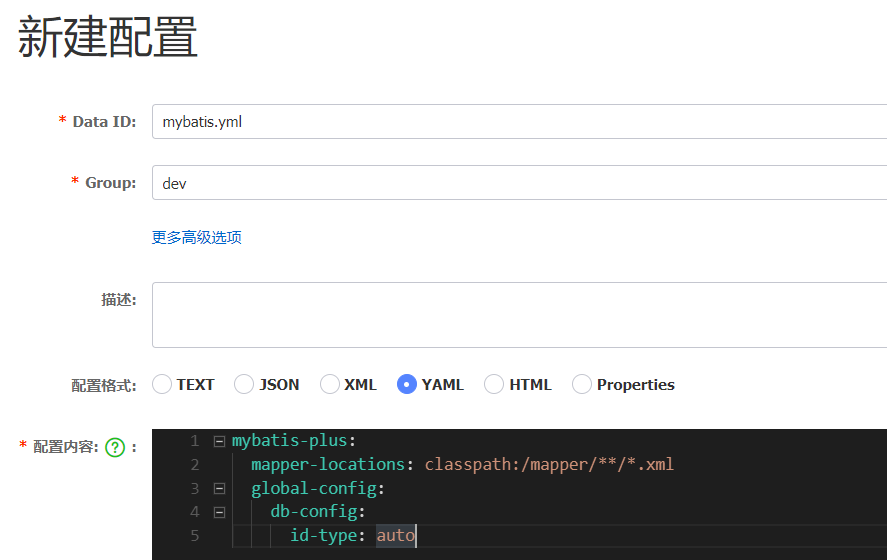 新建配置
* Data ID: mybatis.yml
* Group: dev
更多高级选项
描述:
配置格式: TEXT JSON XML YAML HTML Properties
* 配置内容: ? :
1 mybatis-plus:
2 mapper-locations: classpath:/mapper/**/*.xml
3 global-config:
4 db-config:
5 id-type: auto